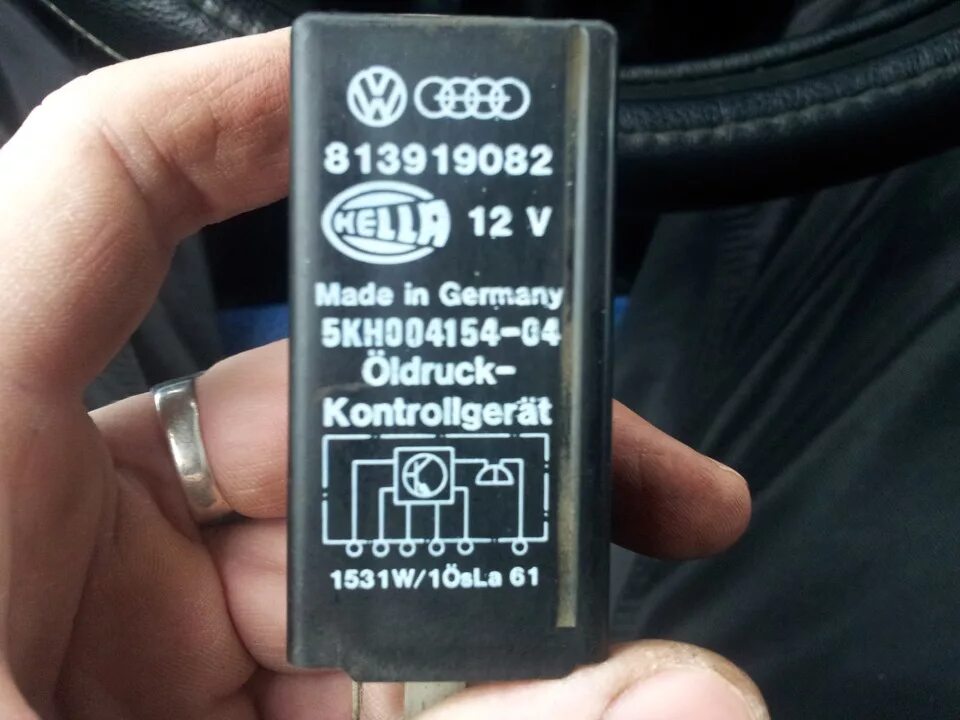 813919082
HELLA 12 V
Made in Germany
5KH004154-04
Öldruck-
Kontrollgerät
1531W/1ÖsLa 61